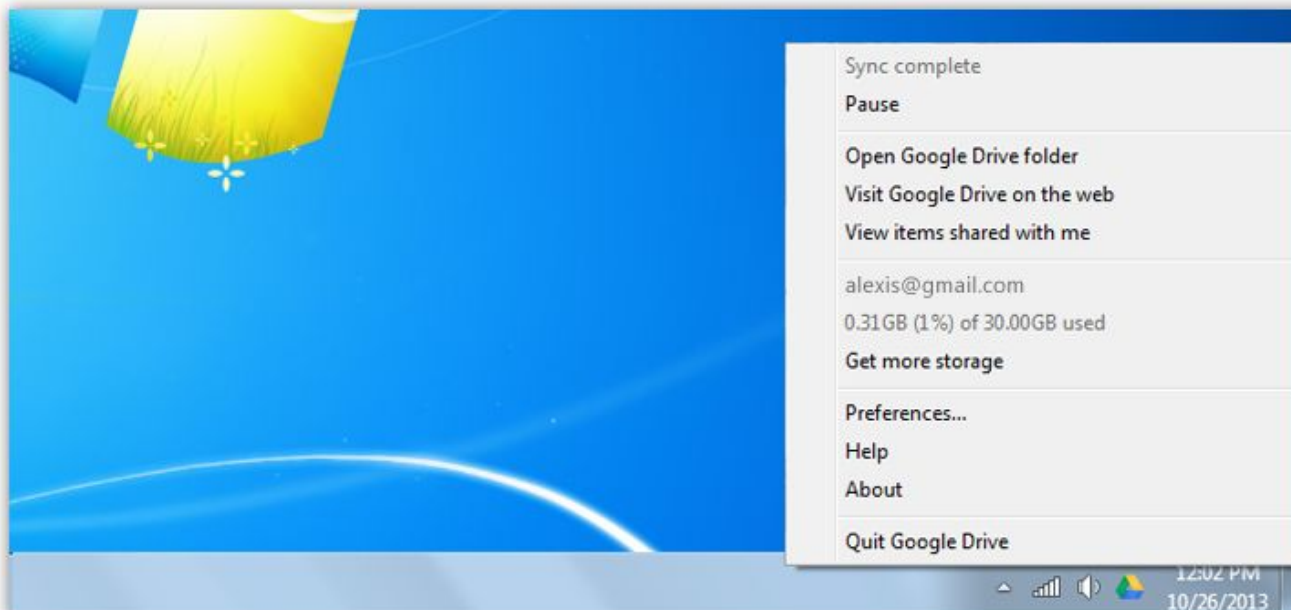 Sync complete
Pause
Open Google Drive folder
Visit Google Drive on the web
View items shared with me
alexis@gmail.com
0.31GB (1%) of 30.00GB used
Get more storage
Preferences...
Help
About
Quit Google Drive
12:02 PM
10/26/2013